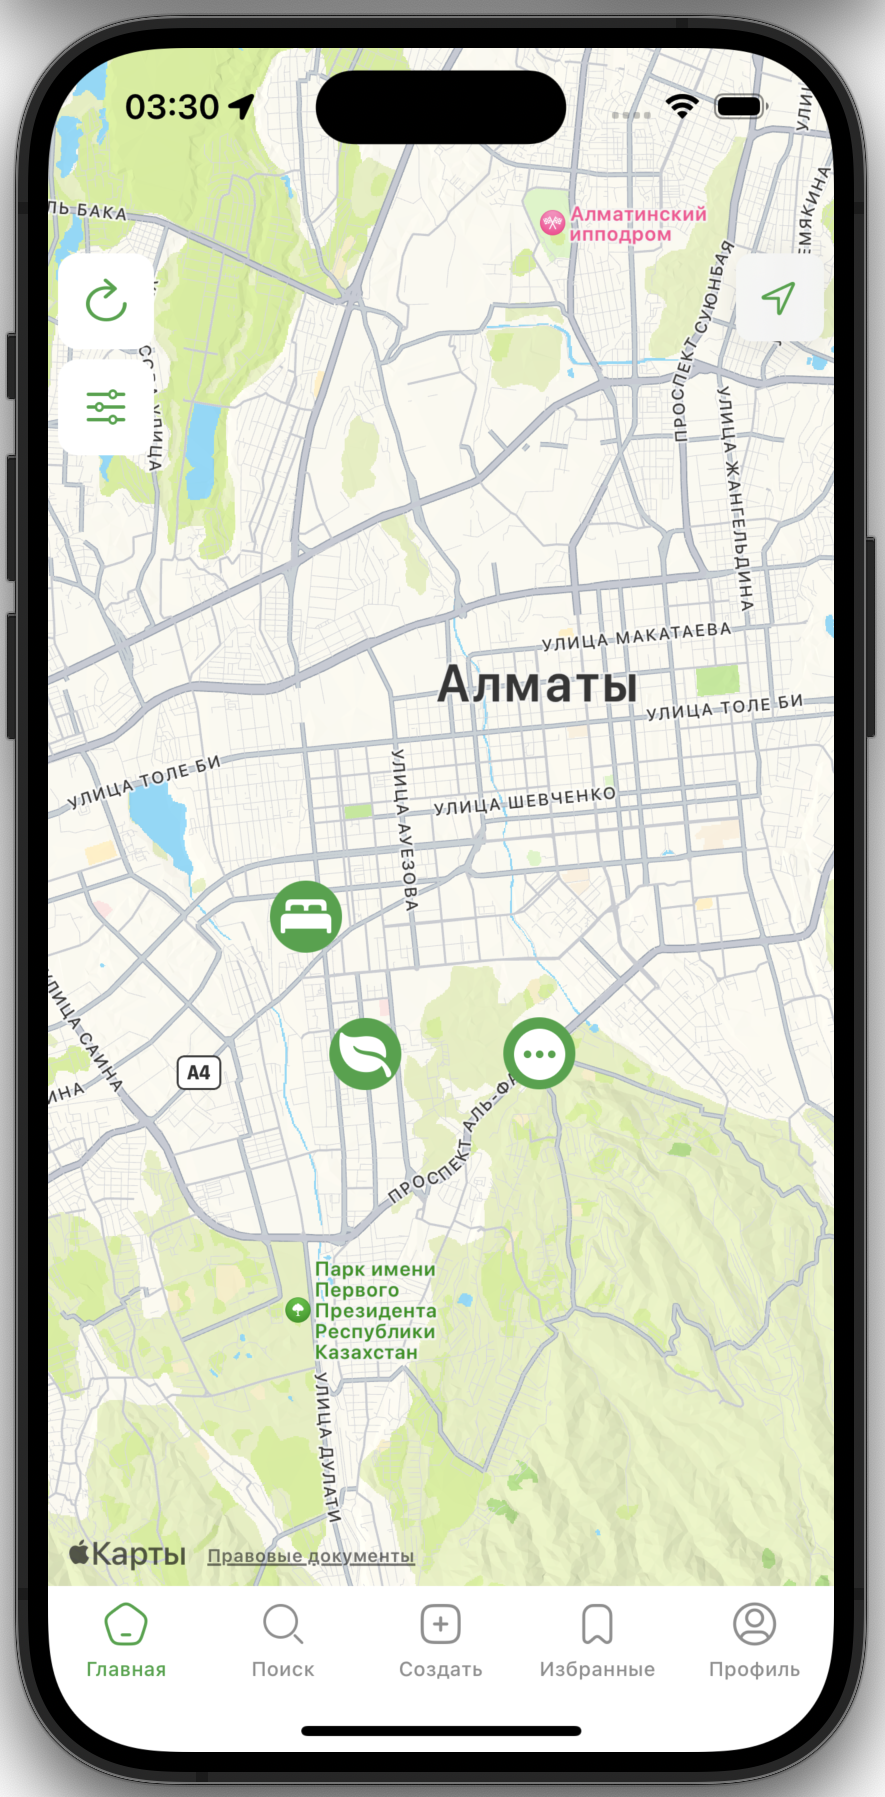 03:30
УЛИ
ЛЬ БАКА
Алматинский
ипподром
ЕМЯКИНА
ПРОСПЕКТ СУЮНБАЯ
УЛИЦА
УЛИЦА ЖАНГЕЛЬДИНА
УЛИЦА МАКАТАЕВА
Алматы
УЛИЦА ТОЛЕ БИ
УЛИЦА ТОЛЕ БИ
УЛИЦА АУЕЗОВА
УЛИЦА ШЕВЧЕНКО
УЛИЦА САИНА
A4
ИНА
ПРОСПЕКТ АЛЬ-ФА
Парк имени
Первого
Президента
Республики
Казахстан
УЛИЦА ДУЛАТИ
Карты
Правовые документы
Главная
Поиск
Создать
Избранные
Профиль